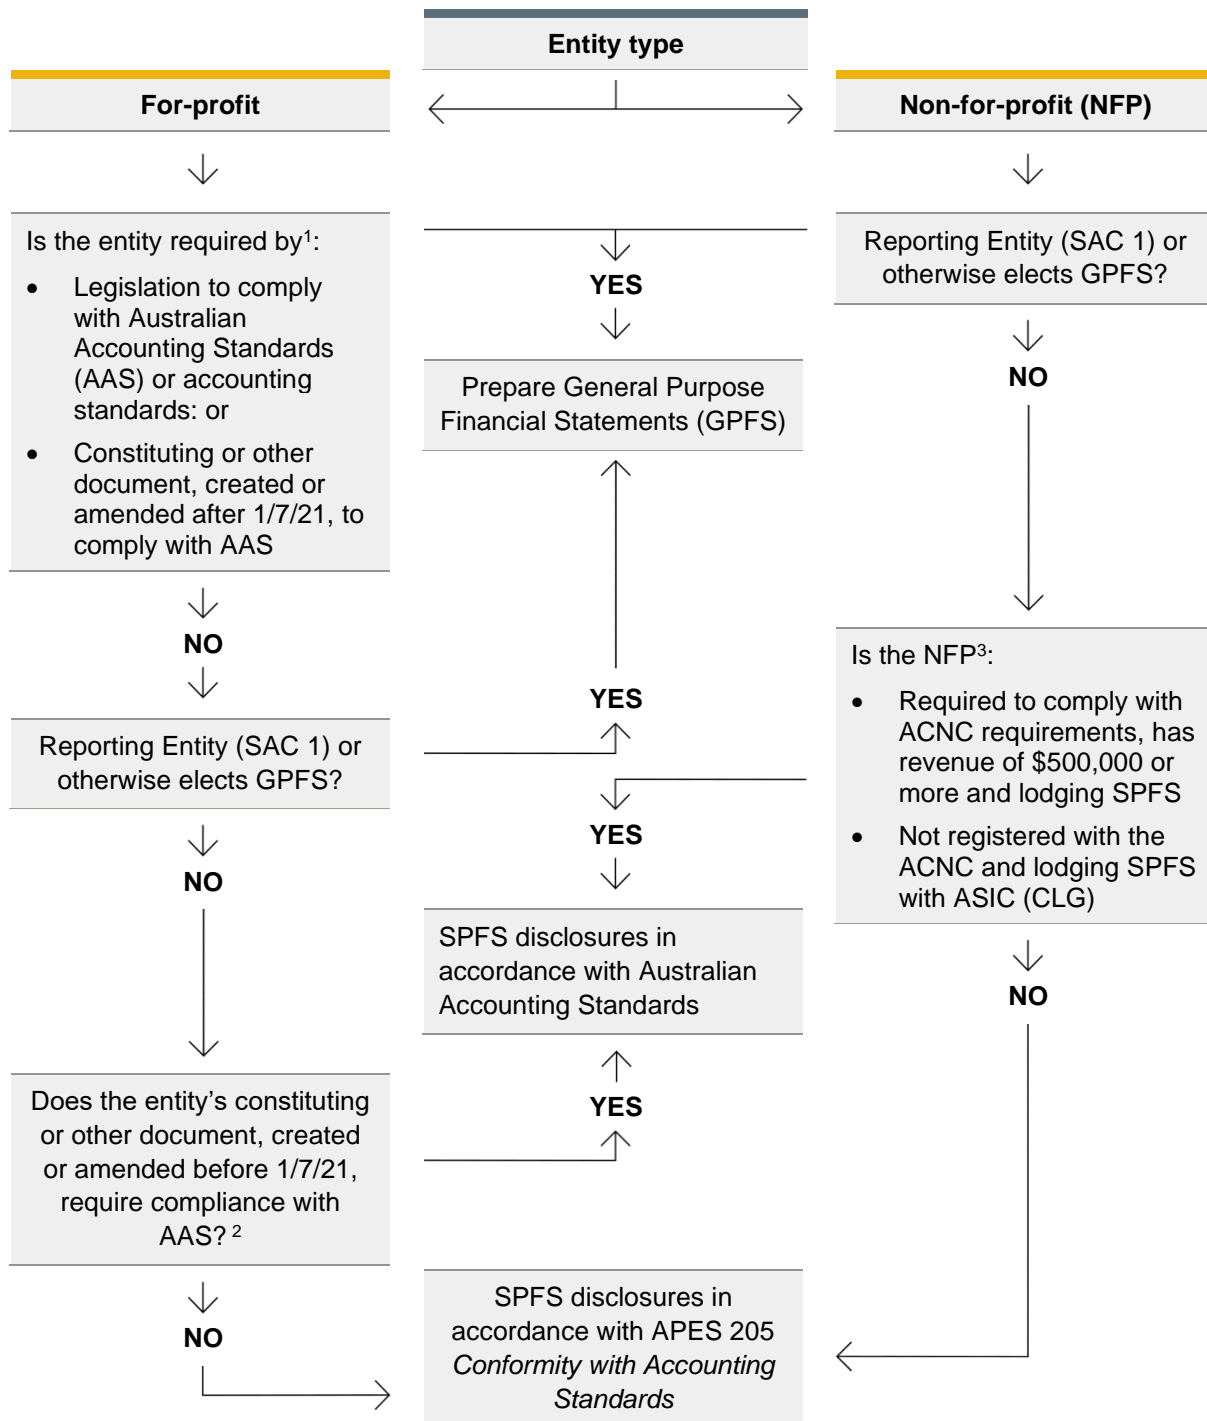 Entity type
For-profit
Non-for-profit (NFP)
Is the entity required by¹:
• Legislation to comply
with Australian
Accounting Standards
(AAS) or accounting
standards: or
• Constituting or other
document, created or
amended after 1/7/21, to
comply with AAS
YES
Reporting Entity (SAC 1) or
otherwise elects GPFS?
Prepare General Purpose
Financial Statements (GPFS)
NO
NO
Reporting Entity (SAC 1) or
otherwise elects GPFS?
YES
Is the NFP³:
• Required to comply with
ACNC requirements, has
revenue of $500,000 or
more and lodging SPFS
• Not registered with the
ACNC and lodging SPFS
with ASIC (CLG)
NO
YES
SPFS disclosures in
accordance with Australian
Accounting Standards
NO
Does the entity’s constituting
or other document, created
or amended before 1/7/21,
require compliance with
AAS? ²
YES
NO
SPFS disclosures in
accordance with APES 205
Conformity with Accounting
Standards